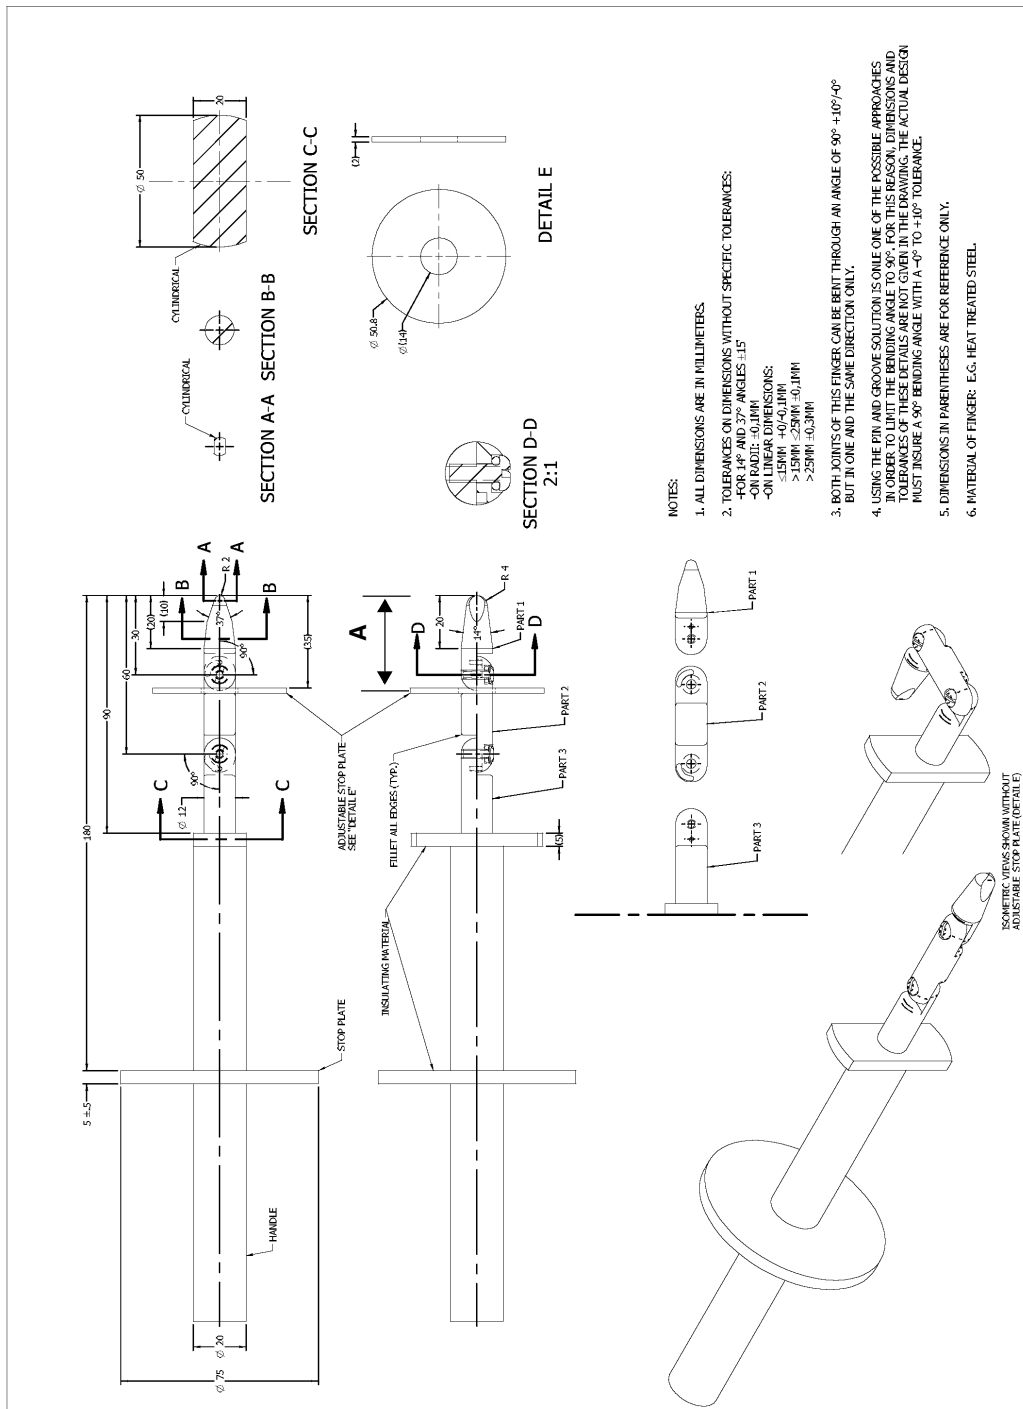 Ø 50
20
CYLINDRICAL
SECTION C-C
CYLINDRICAL
SECTION A-A
SECTION B-B
(2)
Ø 50.8
Ø(14)
DETAIL E
SECTION D-D
2:1
180
90
60
30
(20)
(10)
37°
R 2
A
A
B
B
90°
90°
(35)
C
C
Ø 12
ADJUSTABLE STOP PLATE
SEE "DETAIL E"
5 ±.5
STOP PLATE
HANDLE
Ø 20
Ø 75
A
20
D
D
14°
R 4
PART 1
PART 2
PART 3
FILLET ALL EDGES (TYP.)
(5)
INSULATING MATERIAL
PART 1
PART 2
PART 3
NOTES:
1. ALL DIMENSIONS ARE IN MILLIMETERS.
2. TOLERANCES ON DIMENSIONS WITHOUT SPECIFIC TOLERANCES:
-FOR 14° AND 37° ANGLES ±15'
-ON RADII: ±0,1MM
-ON LINEAR DIMENSIONS:
≤15MM +0/-0,1MM
>15MM ≤25MM ±0,1MM
>25MM ±0,3MM
3. BOTH JOINTS OF THIS FINGER CAN BE BENT THROUGH AN ANGLE OF 90° +10°/-0°
BUT IN ONE AND THE SAME DIRECTION ONLY.
4. USING THE PIN AND GROOVE SOLUTION IS ONLE ONE OF THE POSSIBLE APPROACHES
IN ORDER TO LIMIT THE BENDING ANGLE TO 90°. FOR THIS REASON, DIMENSIONS AND
TOLERANCES OF THESE DETAILS ARE NOT GIVEN IN THE DRAWING. THE ACTUAL DESIGN
MUST INSURE A 90° BENDING ANGLE WITH A -0° TO +10° TOLERANCE.
5. DIMENSIONS IN PARENTHESES ARE FOR REFERENCE ONLY.
6. MATERIAL OF FINGER: E.G. HEAT TREATED STEEL.
ISOMETRIC VIEWS SHOWN WITHOUT
ADJUSTABLE STOP PLATE (DETAIL E)